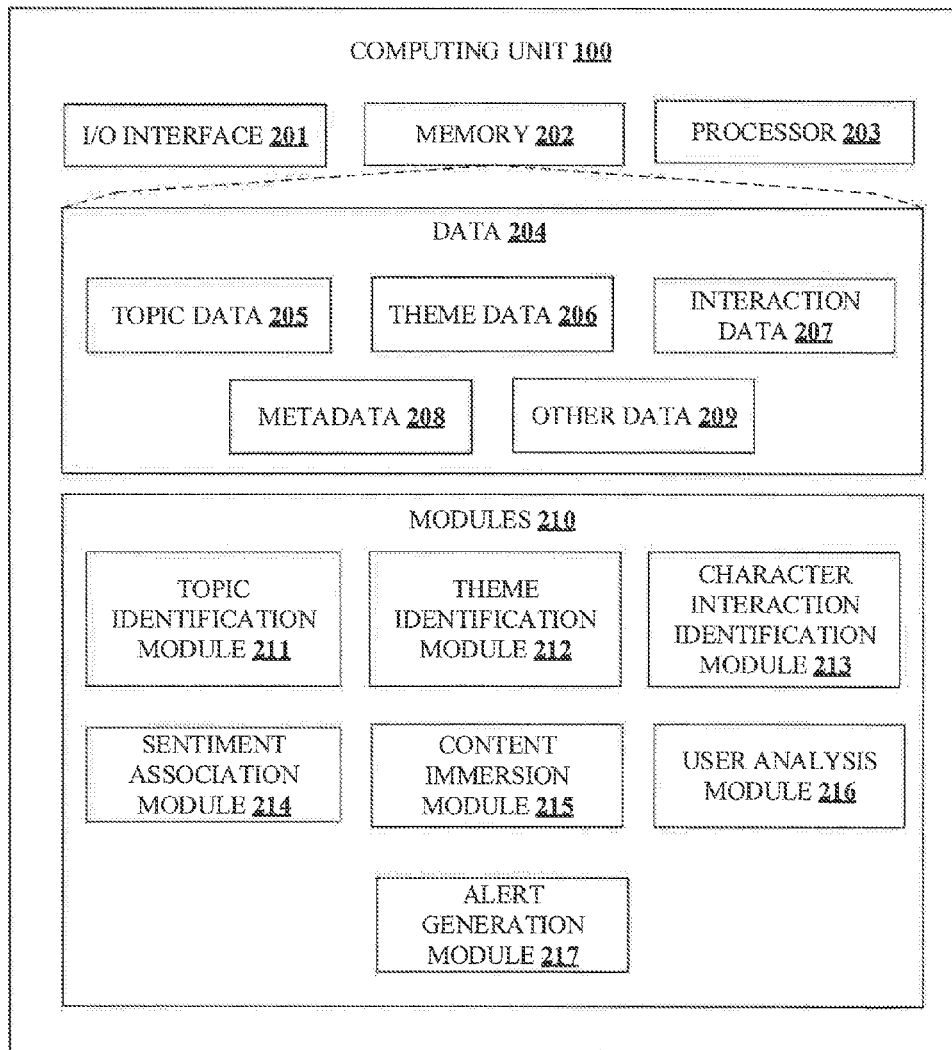 COMPUTING UNIT 100
I/O INTERFACE 201
MEMORY 202
PROCESSOR 203
DATA 204
TOPIC DATA 205
THEME DATA 206
INTERACTION
DATA 207
METADATA 208
OTHER DATA 209
MODULES 210
TOPIC
IDENTIFICATION
MODULE 211
THEME
IDENTIFICATION
MODULE 212
CHARACTER
INTERACTION
IDENTIFICATION
MODULE 213
SENTIMENT
ASSOCIATION
MODULE 214
CONTENT
IMMERSION
MODULE 215
USER ANALYSIS
MODULE 216
ALERT
GENERATION
MODULE 217